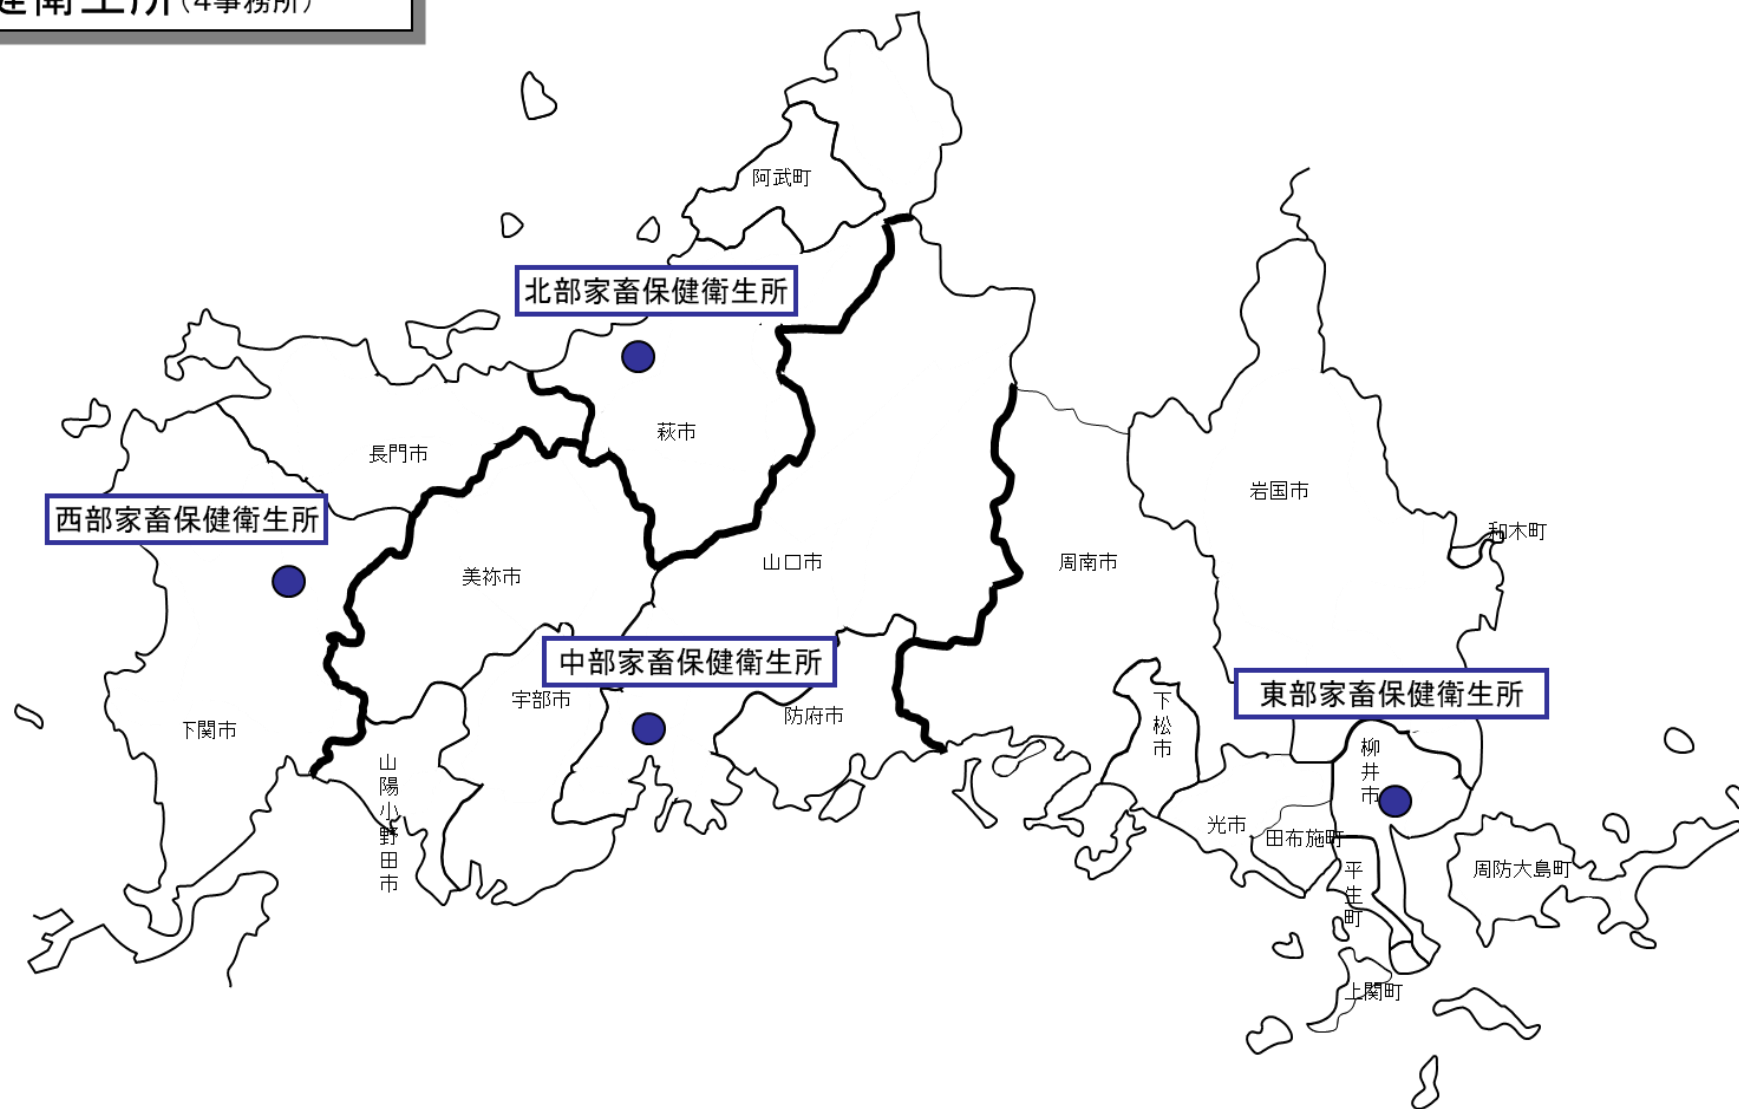 健衛生所（4事務所）
阿武町
北部家畜保健衛生所
萩市
長門市
岩国市
西部家畜保健衛生所
和木町
美祢市
山口市
周南市
中部家畜保健衛生所
東部家畜保健衛生所
宇部市
防府市
下松市
下関市
柳井市
山陽小野田市
光市
田布施町
周防大島町
平生町
上関町